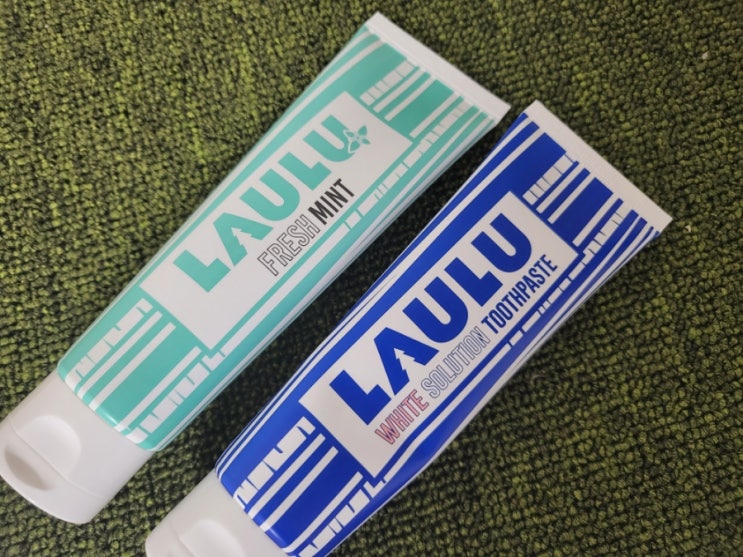 LAULU
FRESH MINT
LAULU
WHITE SOLUTION TOOTHPASTE